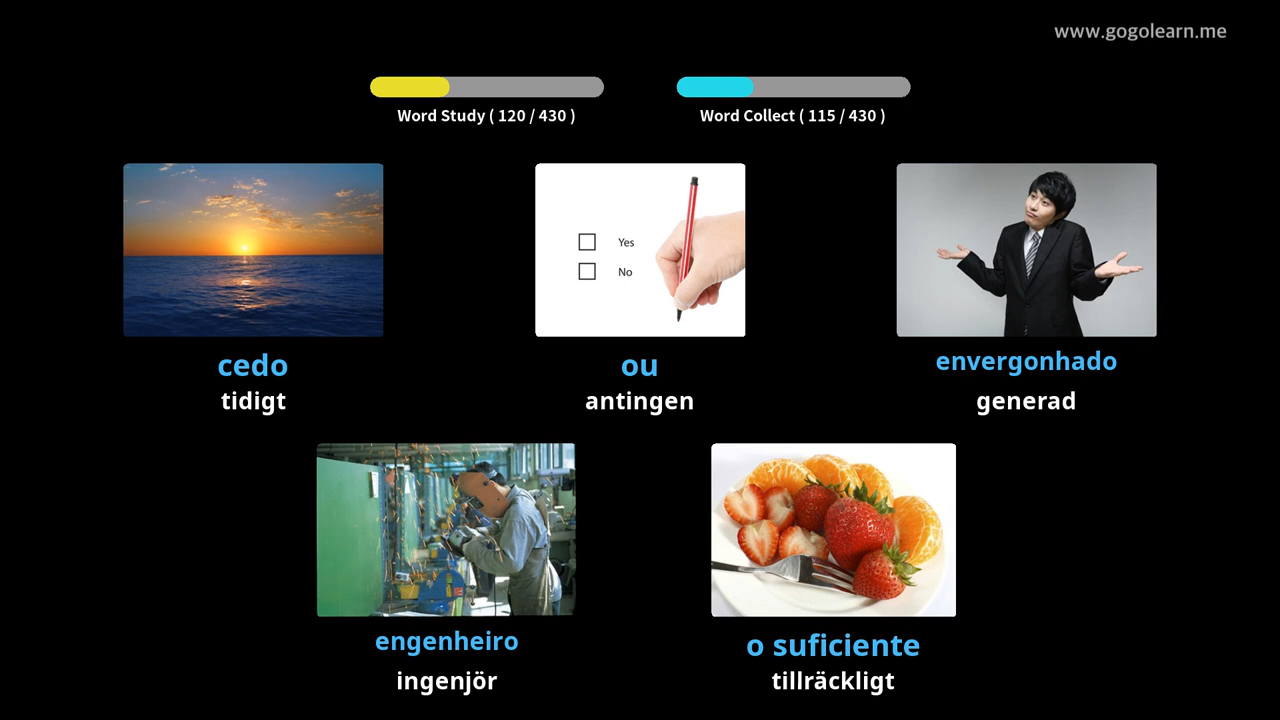 www.gogolearn.me
Word Study ( 120 / 430 )
Word Collect ( 115 / 430 )
Yes
No
cedo
tidigt
ou
antingen
envergonhado
generad
engenheiro
ingenjör
o suficiente
tillräckligt